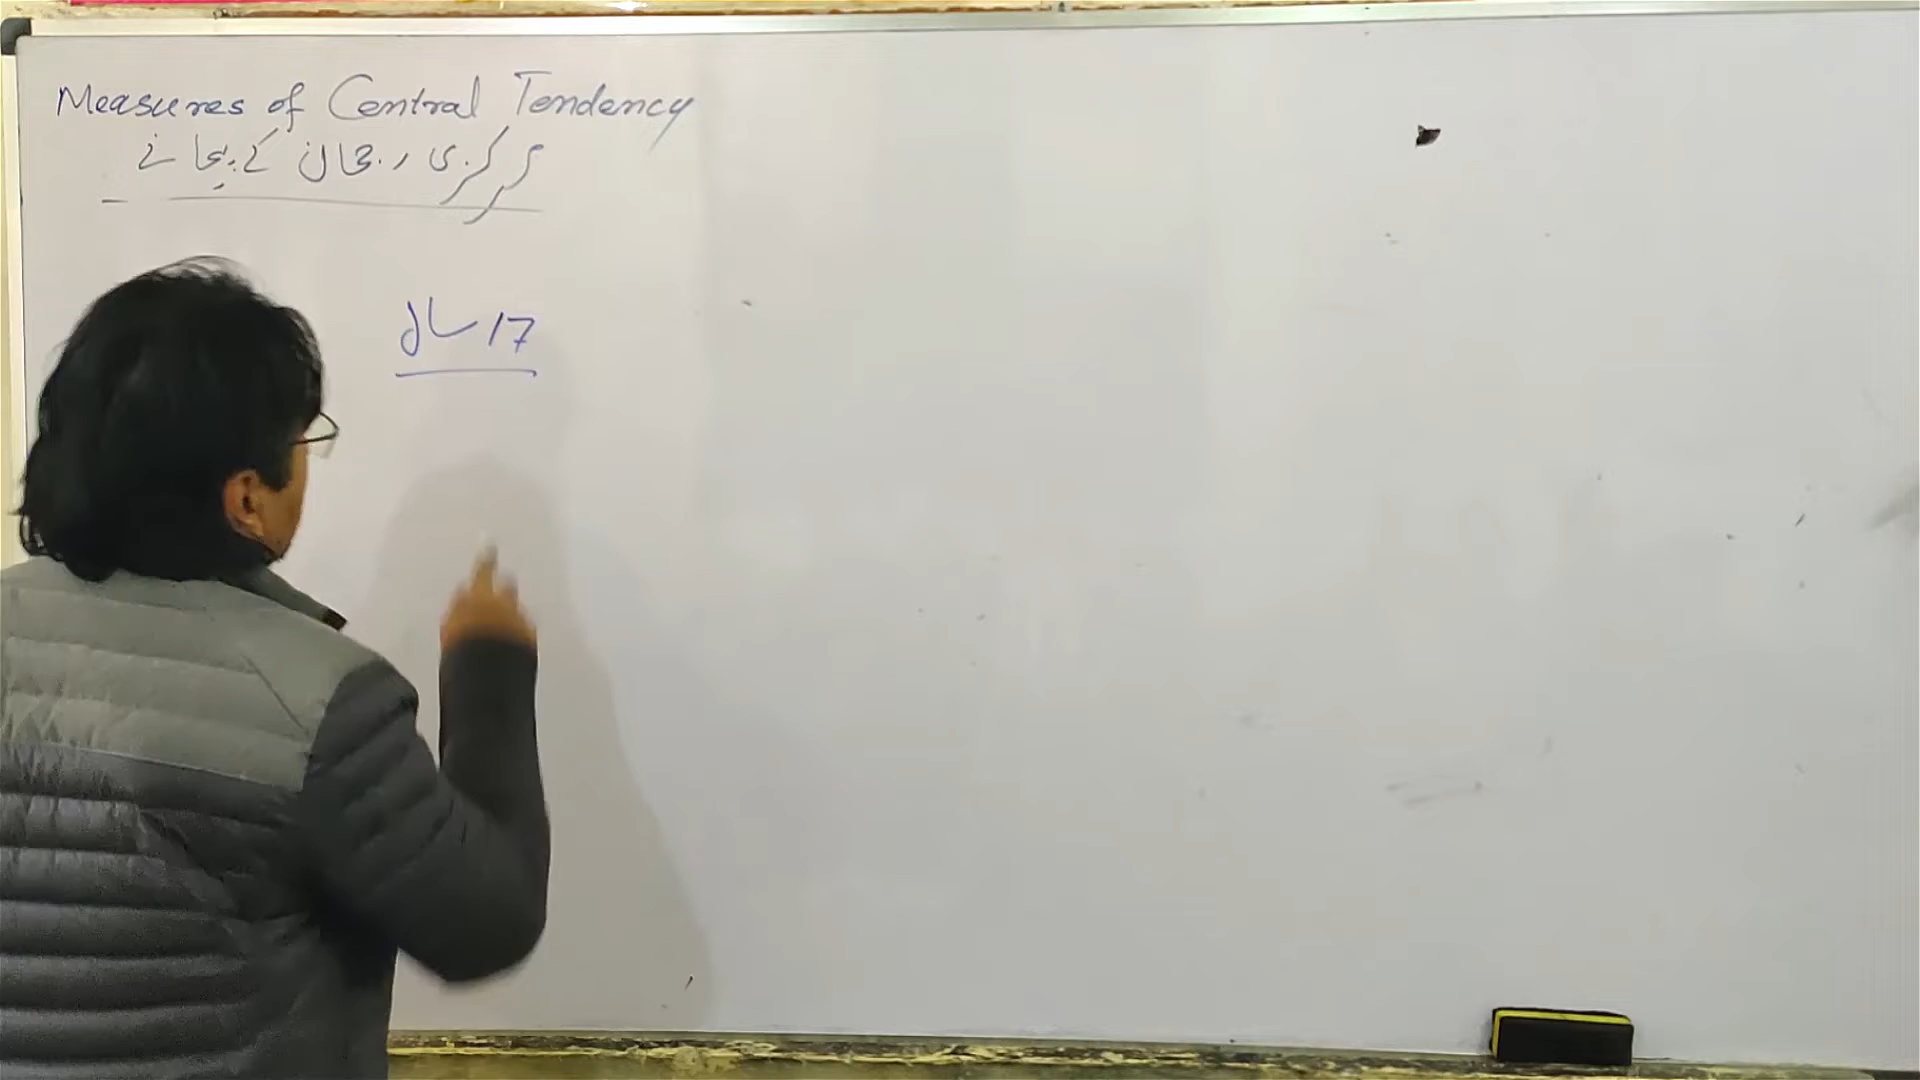 Measures of Central Tendency
مرکزی رجحان کے پیمانے
17 سال